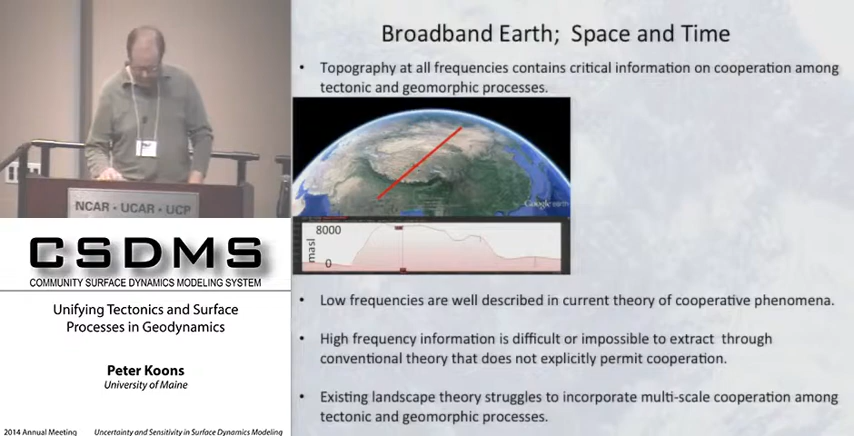 NCAR • UCAR • UCP
CSDMS
COMMUNITY SURFACE DYNAMICS MODELING SYSTEM
Unifying Tectonics and Surface
Processes in Geodynamics
Peter Koons
University of Maine
2014 Annual Meeting
Uncertainty and Sensitivity in Surface Dynamics Modeling
Broadband Earth; Space and Time
• Topography at all frequencies contains critical information on cooperation among
tectonic and geomorphic processes.
Google earth
8000
masl
0
• Low frequencies are well described in current theory of cooperative phenomena.
• High frequency information is difficult or impossible to extract through
conventional theory that does not explicitly permit cooperation.
• Existing landscape theory struggles to incorporate multi-scale cooperation among
tectonic and geomorphic processes.